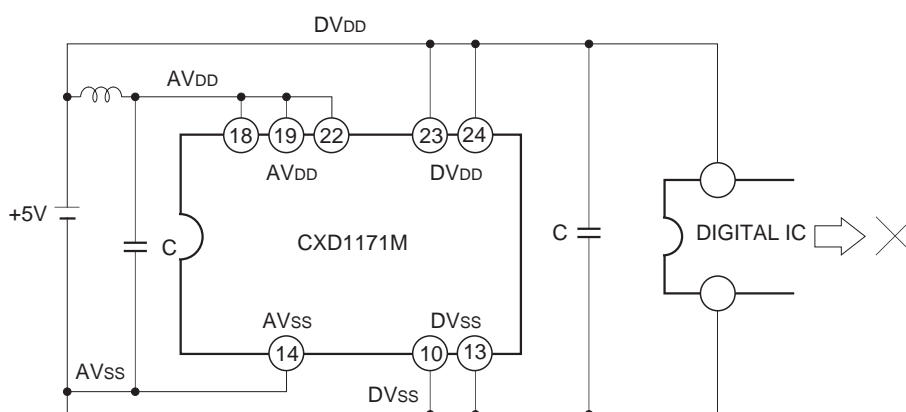 DVDD
AVDD
18 19 22 23 24
AVDD DVDD
+5V
C CXD1171M C DIGITAL IC
AVSS DVSS
14 10 13
AVSS DVSS